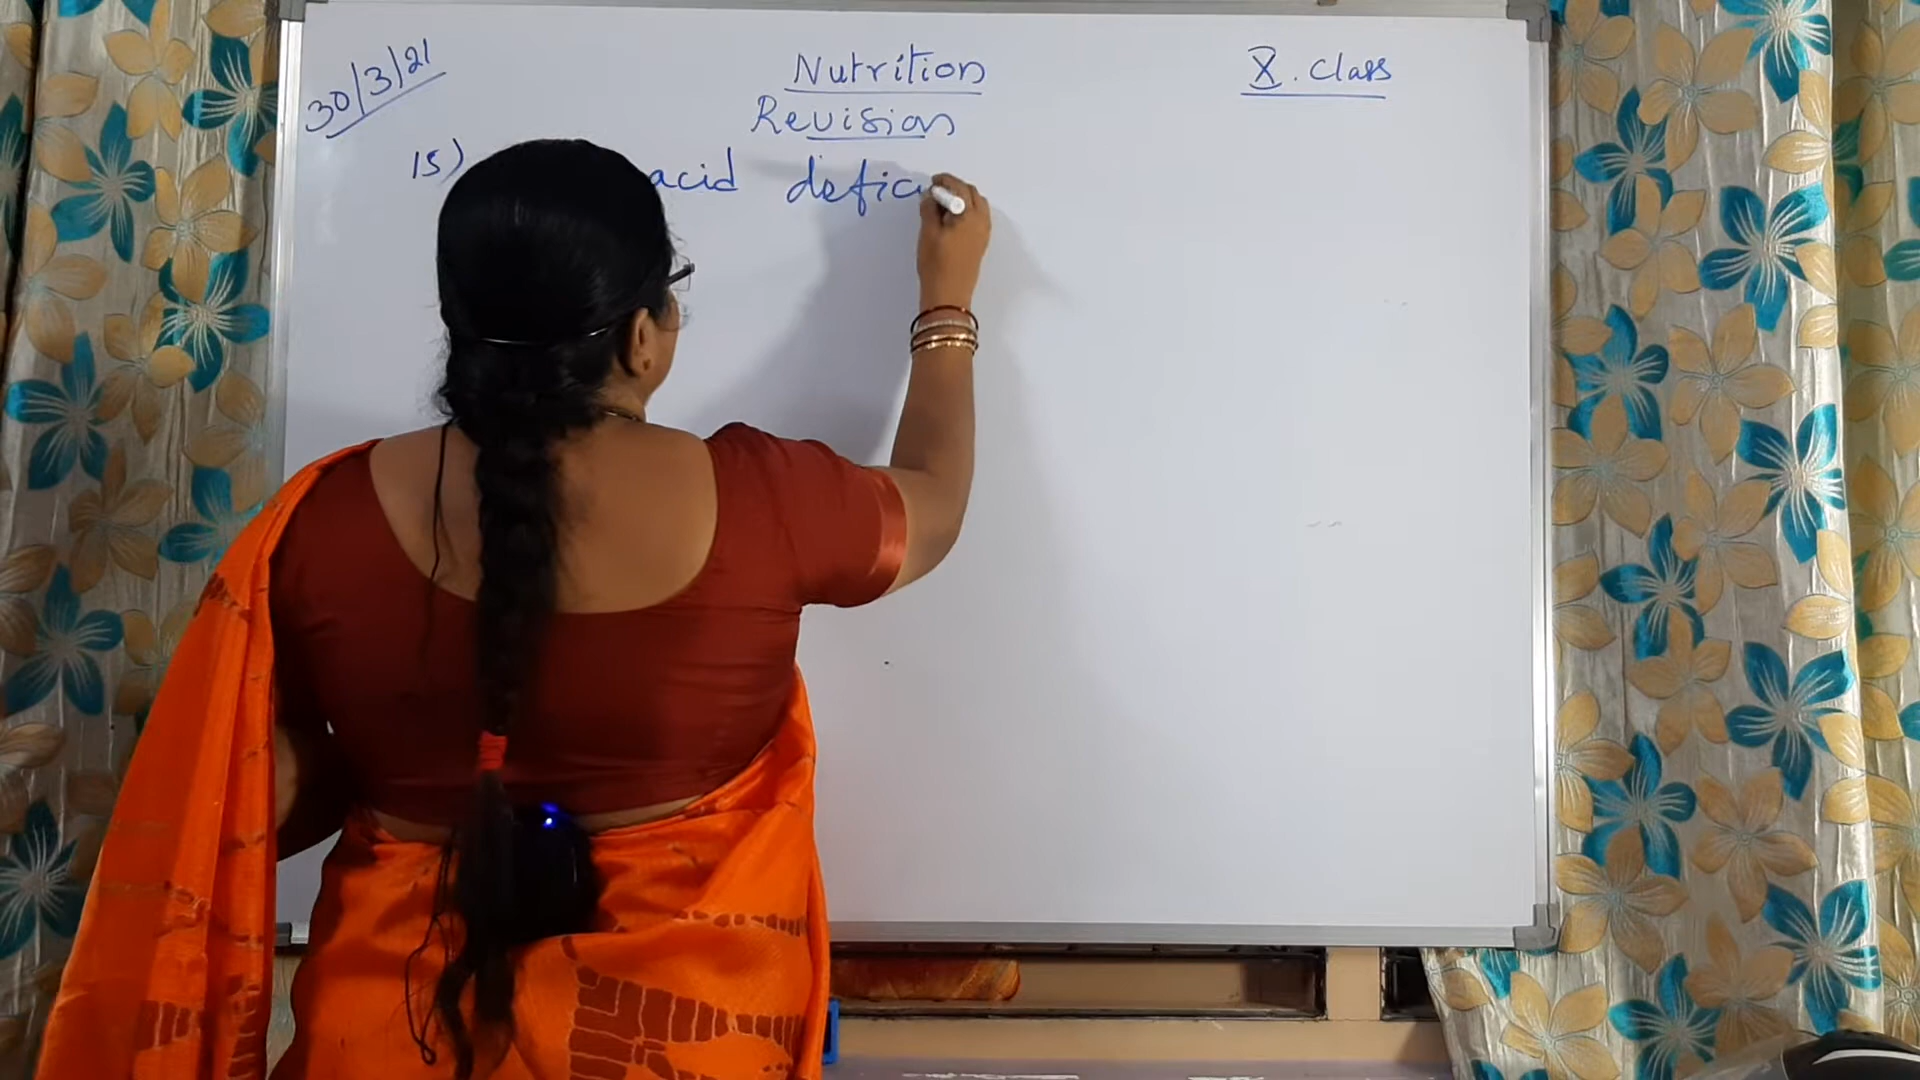 30/3/21
Nutrition
X. Class
Revision
15) acid defic